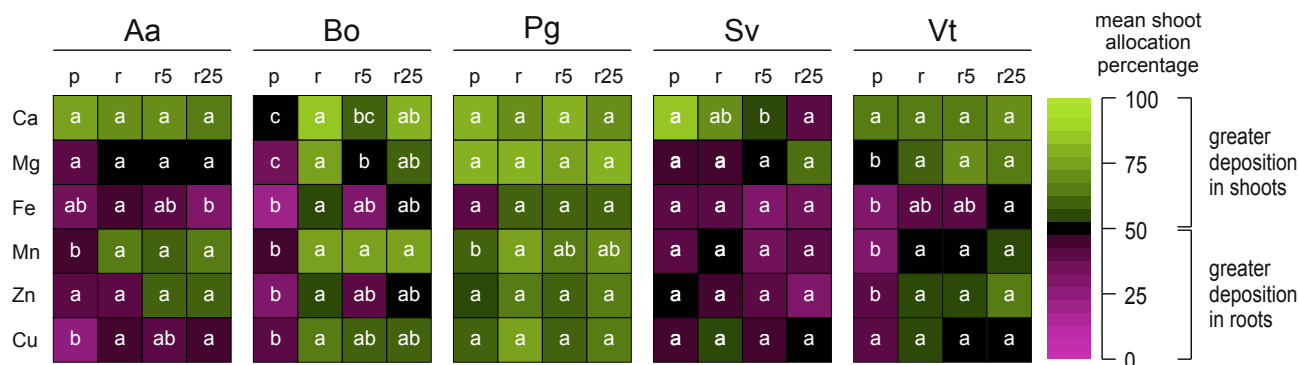 Aa Bo Pg Sv Vt
p r r5 r25 p r r5 r25 p r r5 r25 p r r5 r25 p r r5 r25
Ca a a a a c a bc ab a a a a a ab b a a a a a
Mg a a a a c a b ab a a a a a a a a b a a a
Fe ab a ab b b a ab ab a a a a a a a a b ab ab a
Mn b a a a b a a a b a ab ab a a a a b a a a
Zn a a a a b a ab ab a a a a a a a a b a a a
Cu b a ab a b a ab ab a a a a a a a a a a a a
mean shoot
allocation
percentage
100
75
50
25
0
greater
deposition
in shoots
greater
deposition
in roots